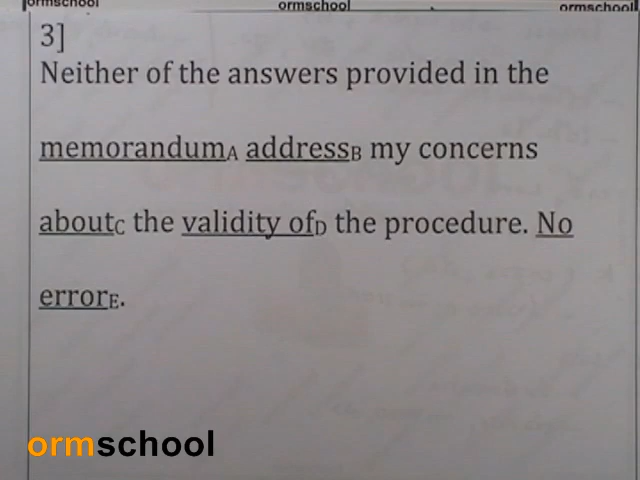 ormschool ormschool ormschool
3]
Neither of the answers provided in the
memorandumA addressB my concerns
aboutC the validity ofD the procedure. No
errorE.
ormschool